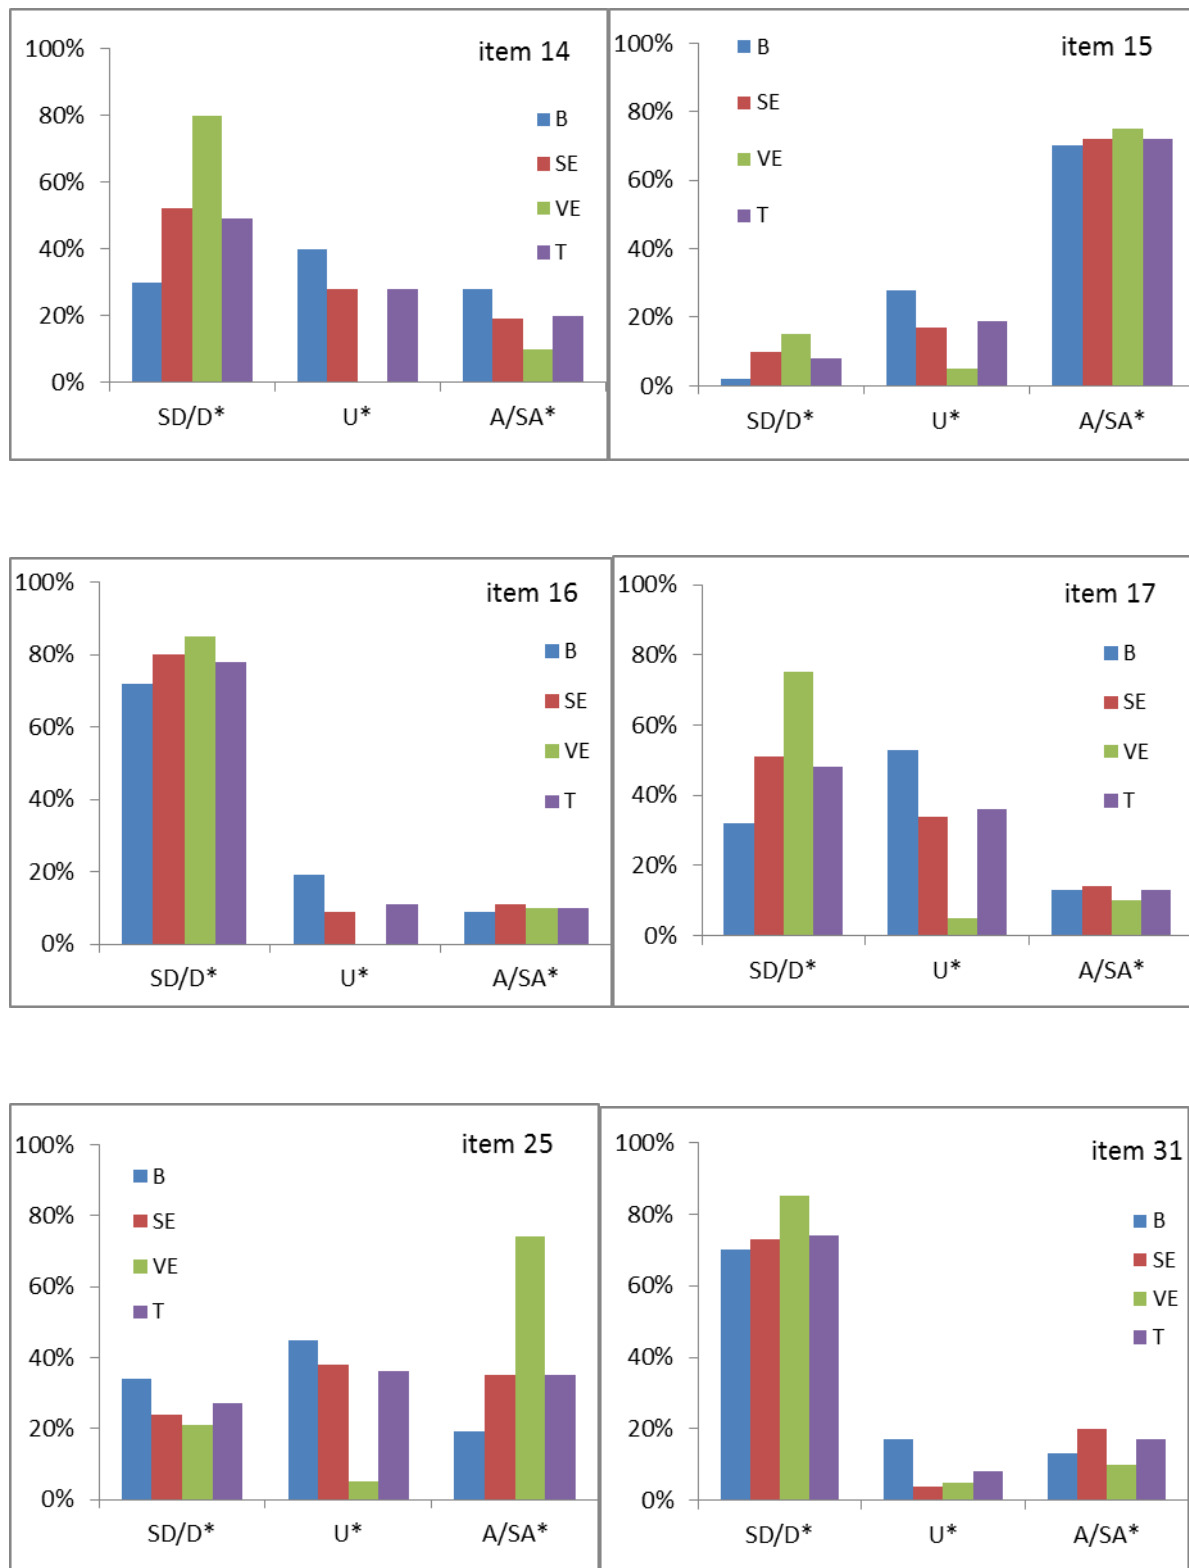 item 14
100%
80%
60%
40%
20%
0%
B
SE
VE
T
SD/D* U* A/SA*
item 15
100%
80%
60%
40%
20%
0%
B
SE
VE
T
SD/D* U* A/SA*
item 16
100%
80%
60%
40%
20%
0%
B
SE
VE
T
SD/D* U* A/SA*
item 17
100%
80%
60%
40%
20%
0%
B
SE
VE
T
SD/D* U* A/SA*
item 25
100%
80%
60%
40%
20%
0%
B
SE
VE
T
SD/D* U* A/SA*
item 31
100%
80%
60%
40%
20%
0%
B
SE
VE
T
SD/D* U* A/SA*